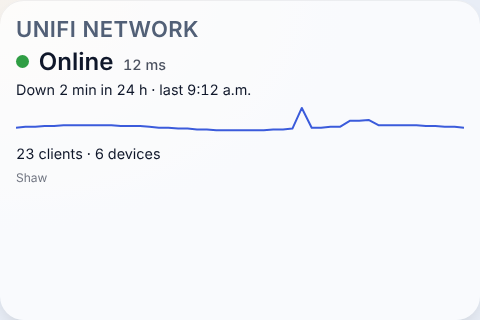 UNIFI NETWORK
Online 12 ms
Down 2 min in 24 h · last 9:12 a.m.
23 clients · 6 devices
Shaw